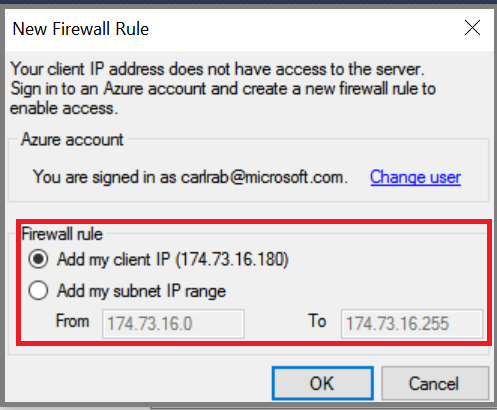 New Firewall Rule
Your client IP address does not have access to the server.
Sign in to an Azure account and create a new firewall rule to
enable access.
Azure account
You are signed in as carlrab@microsoft.com. Change user
Firewall rule
Add my client IP (174.73.16.180)
Add my subnet IP range
From 174.73.16.0 To 174.73.16.255
OK Cancel